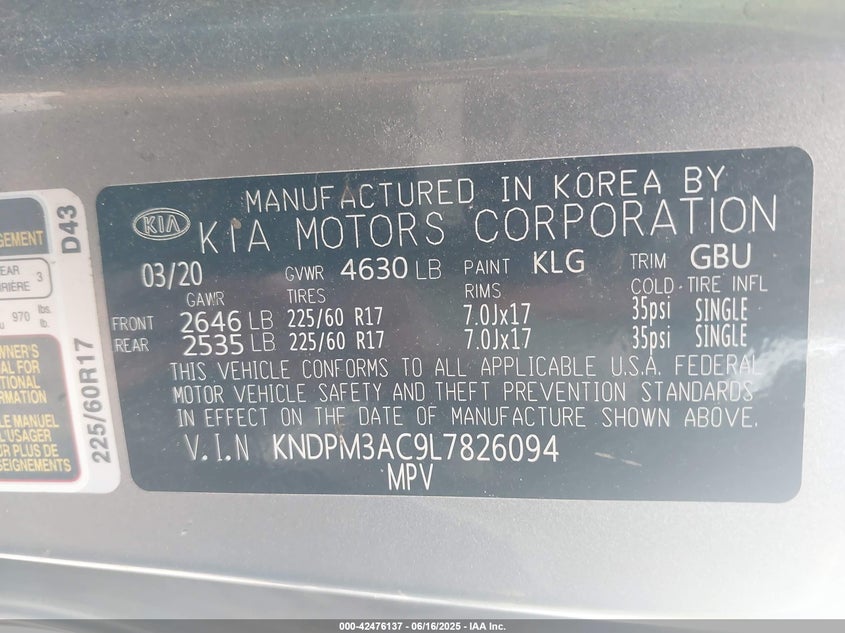 MANUFACTURED IN KOREA BY
KIA KIA MOTORS CORPORATION
03/20 GVWR 4630 LB PAINT KLG TRIM GBU
GAWR TIRES RIMS COLD TIRE INFL
FRONT 2646 LB 225/60 R17 7.0Jx17 35psi SINGLE
REAR 2535 LB 225/60 R17 7.0Jx17 35psi SINGLE
THIS VEHICLE CONFORMS TO ALL APPLICABLE U.S.A. FEDERAL
MOTOR VEHICLE SAFETY AND THEFT PREVENTION STANDARDS
IN EFFECT ON THE DATE OF MANUFACTURE SHOWN ABOVE.
V.I.N KNDPM3AC9L7826094
MPV
D43
225/60R17
3
970 lbs.
lb.
000-42476137 - 06/16/2025 - IAA Inc.